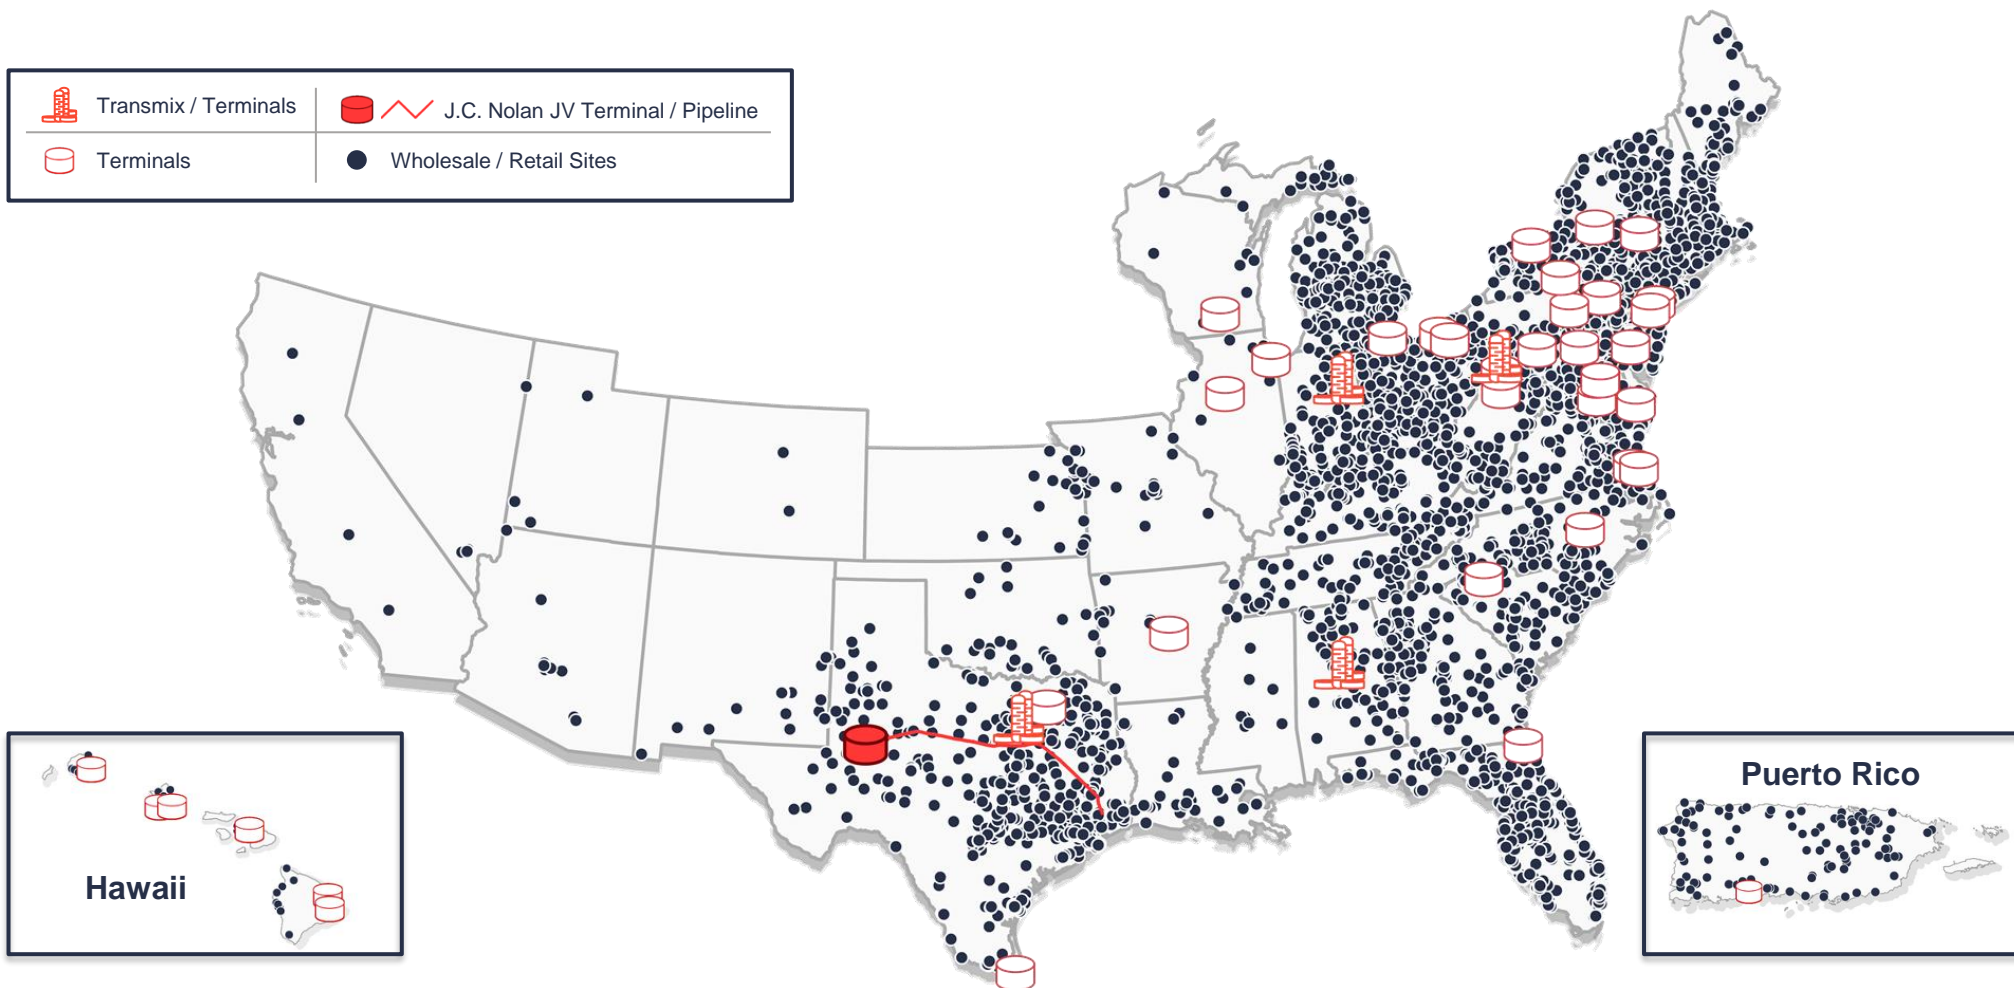 Transmix / Terminals
J.C. Nolan JV Terminal / Pipeline
Terminals
Wholesale / Retail Sites
Hawaii
Puerto Rico